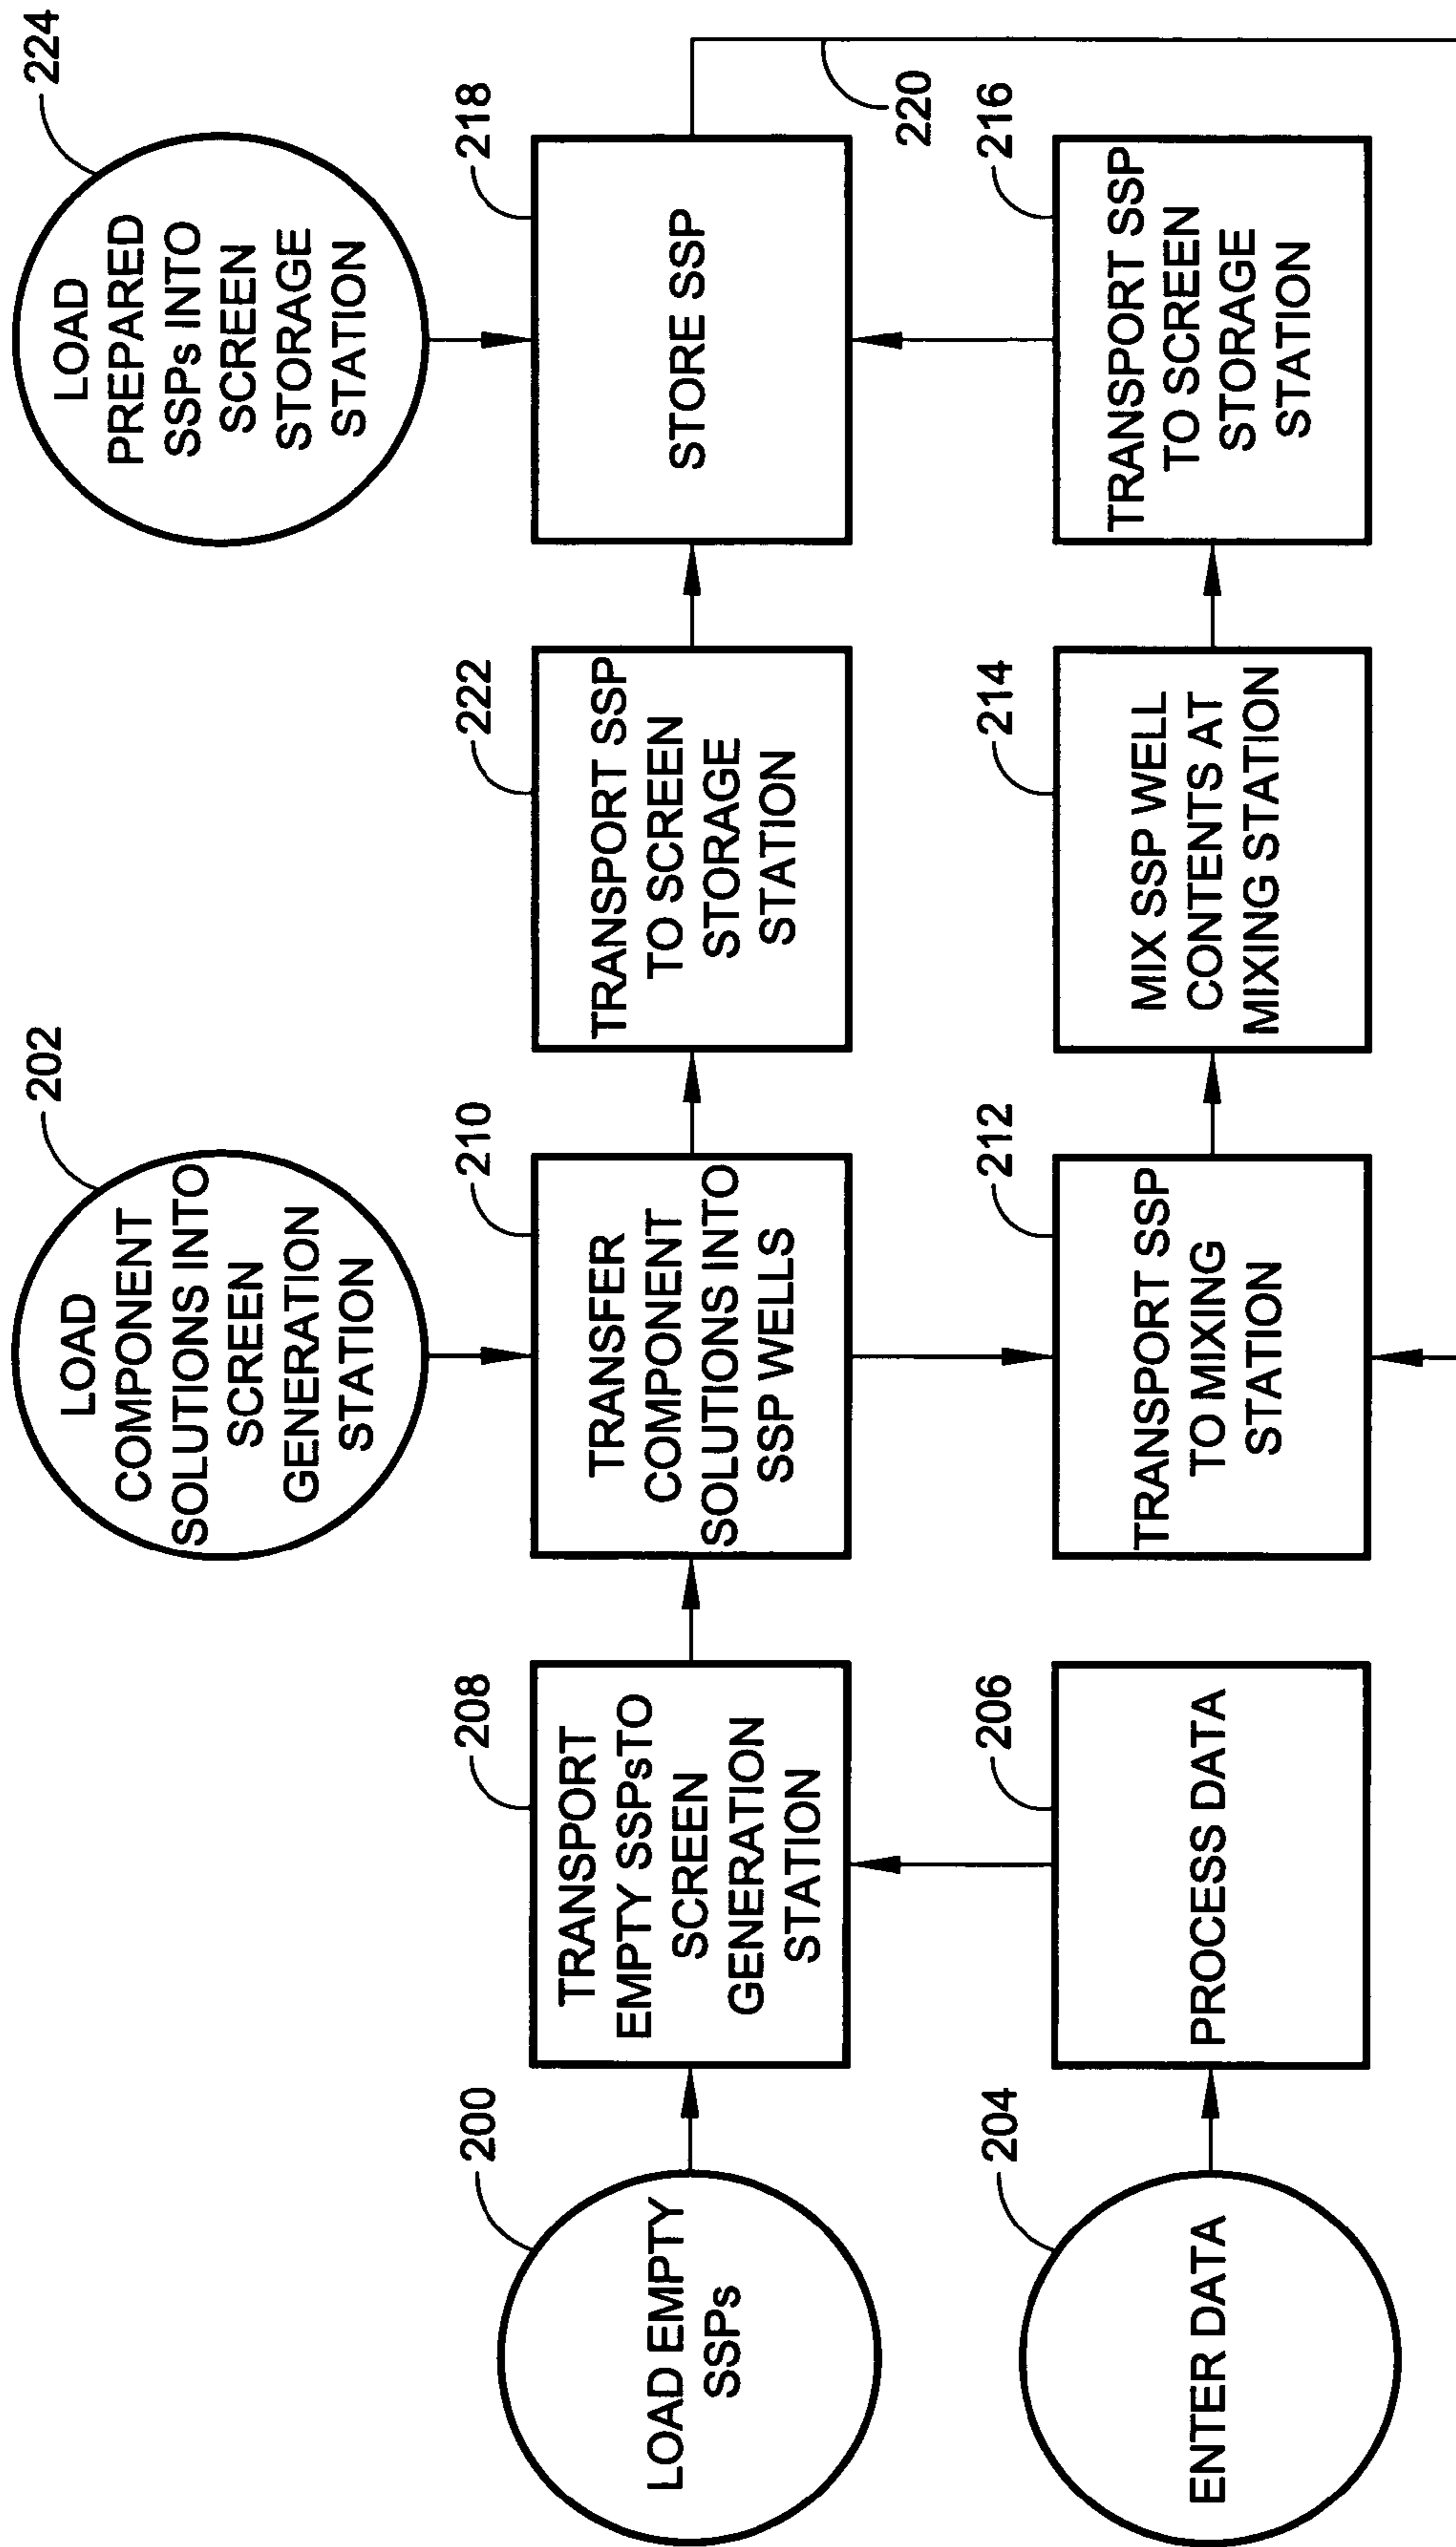 202
LOAD
COMPONENT
SOLUTIONS INTO
SCREEN
GENERATION
STATION
224
LOAD
PREPARED
SSPs INTO
SCREEN
STORAGE
STATION
200
LOAD EMPTY
SSPs
208
TRANSPORT
EMPTY SSPsTO
SCREEN
GENERATION
STATION
210
TRANSFER
COMPONENT
SOLUTIONS INTO
SSP WELLS
222
TRANSPORT SSP
TO SCREEN
STORAGE
STATION
218
STORE SSP
220
204
ENTER DATA
206
PROCESS DATA
212
TRANSPORT SSP
TO MIXING
STATION
214
MIX SSP WELL
CONTENTS AT
MIXING STATION
216
TRANSPORT SSP
TO SCREEN
STORAGE
STATION